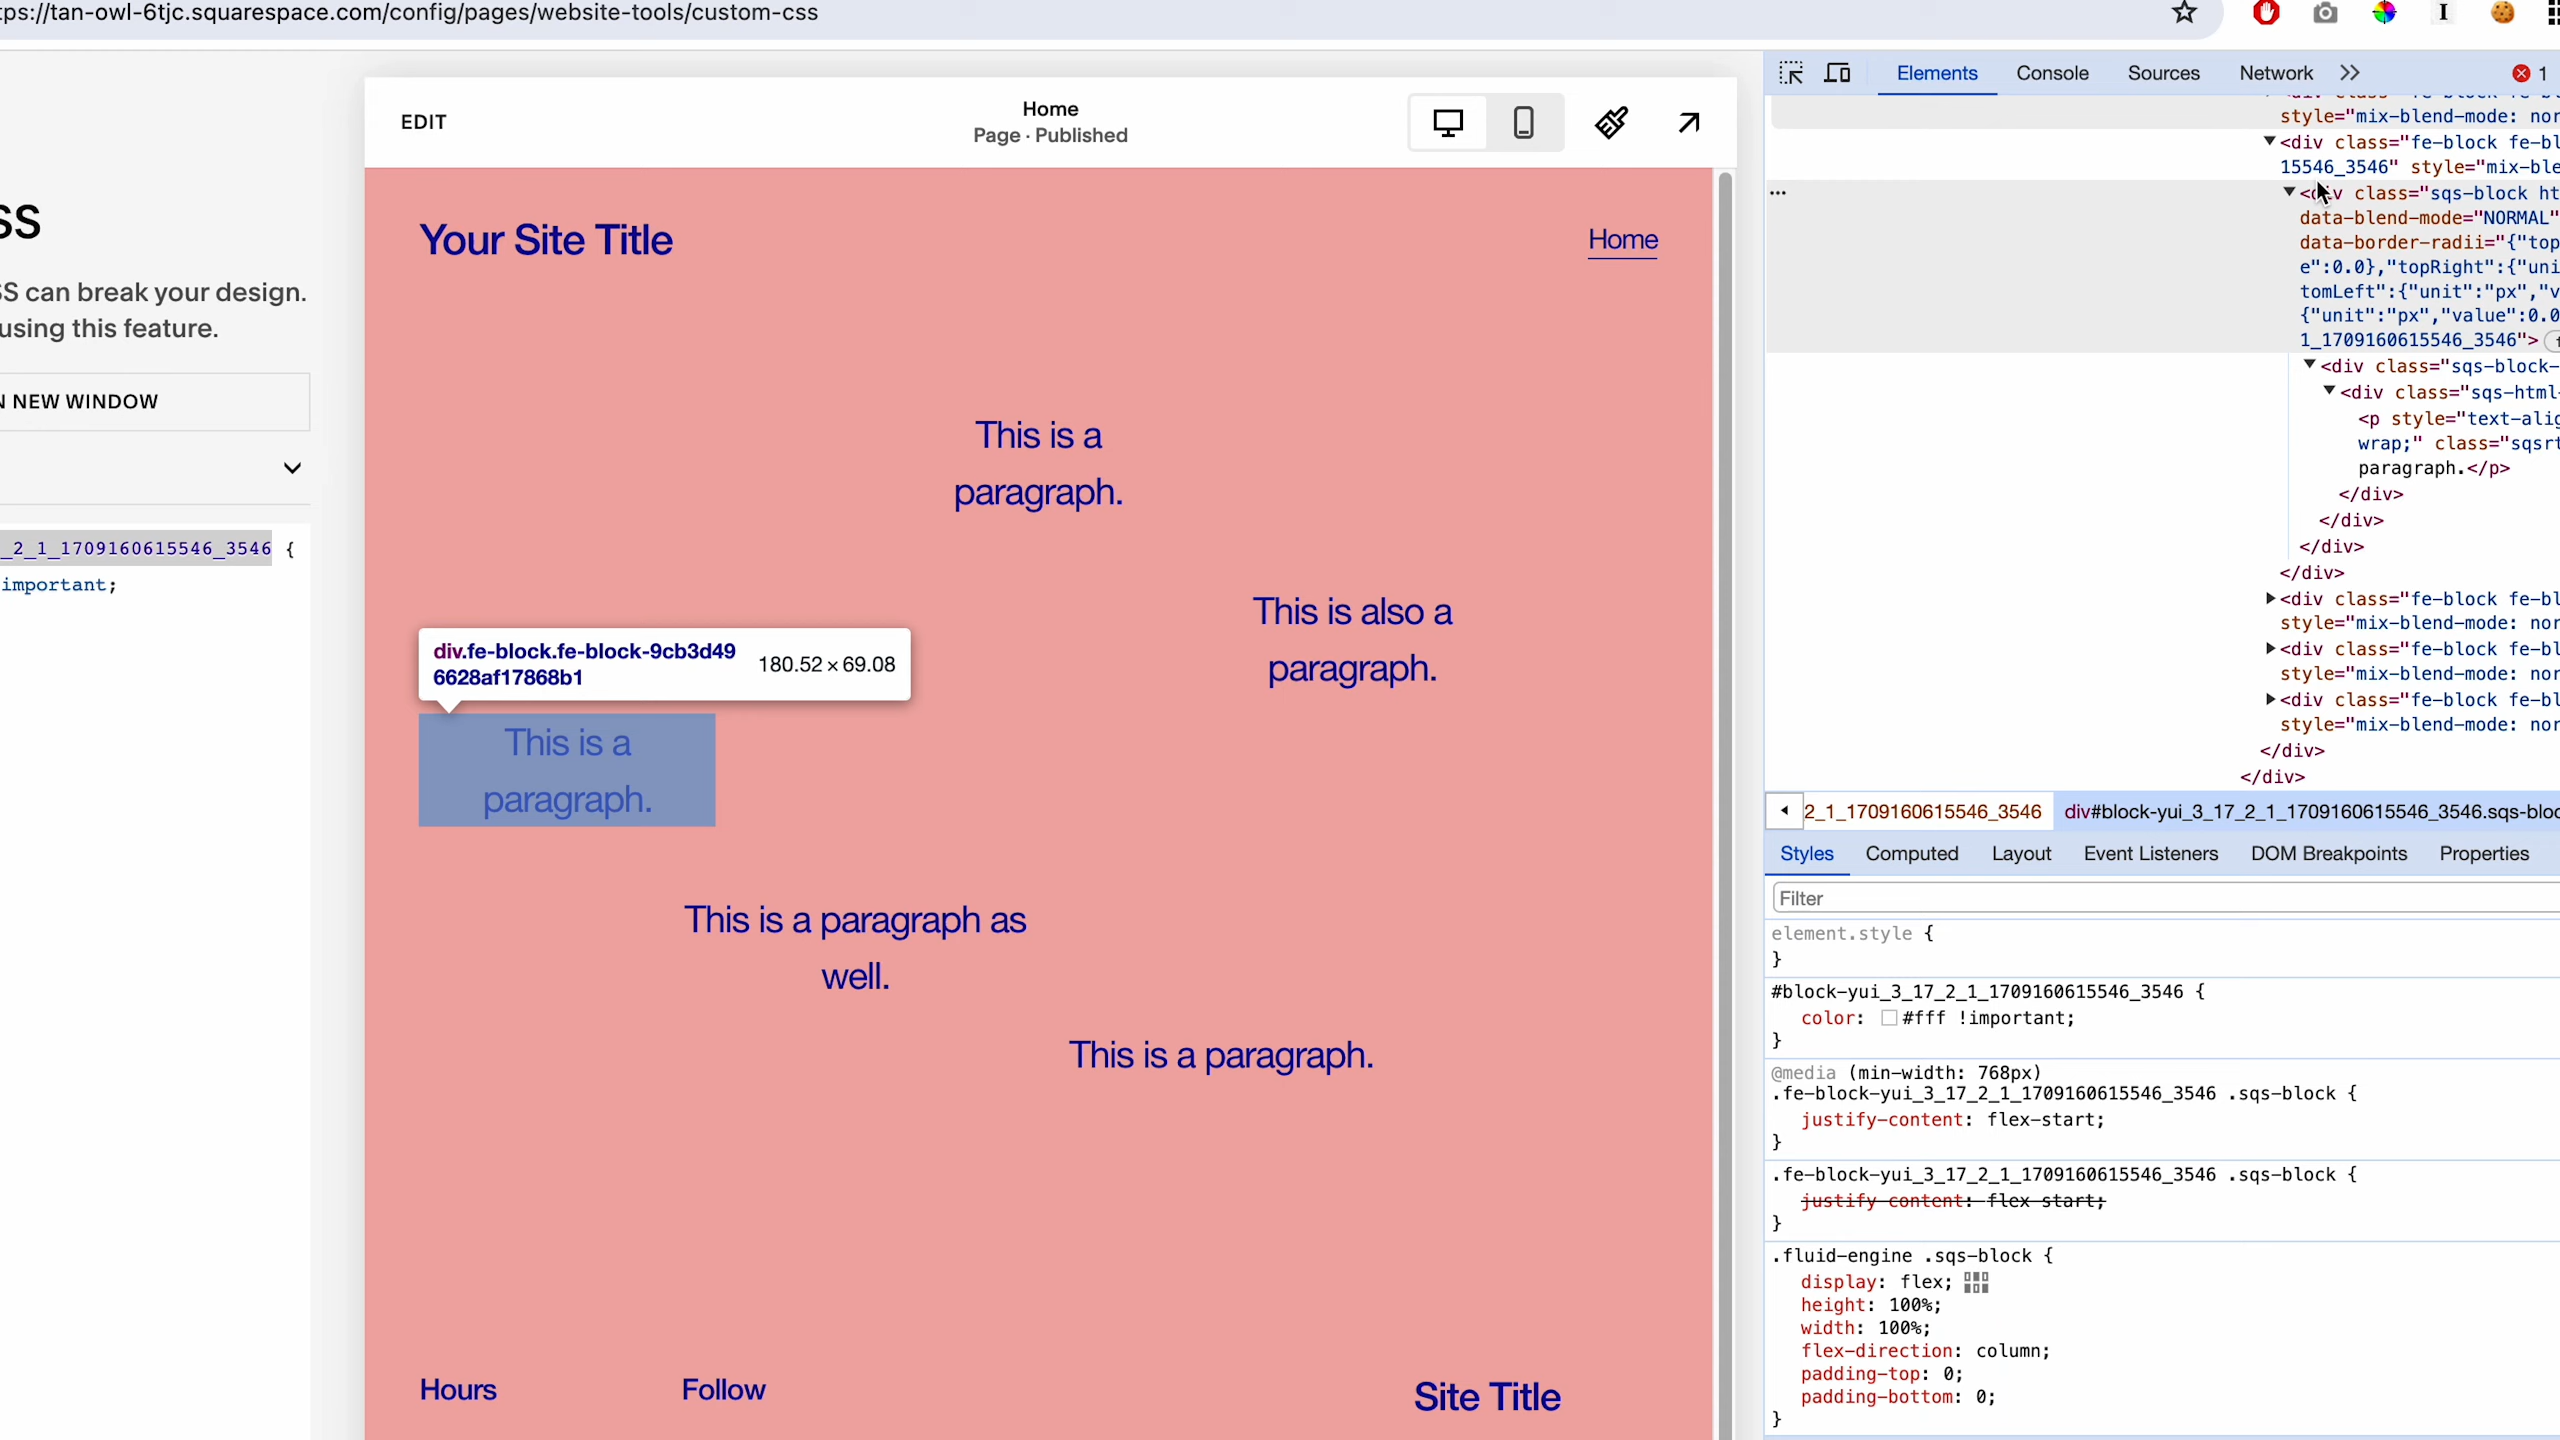 tps://tan-owl-6tjc.squarespace.com/config/pages/website-tools/custom-css
SS
SS can break your design.
using this feature.
N NEW WINDOW
_2_1_1709160615546_3546 {
important;
EDIT
Home
Page · Published
Your Site Title
Home
This is a
paragraph.
This is also a
paragraph.
div.fe-block.fe-block-9cb3d49
6628af17868b1
180.52 × 69.08
This is a
paragraph.
This is a paragraph as
well.
This is a paragraph.
Hours
Follow
Site Title
Elements
Console
Sources
Network
1
style="mix-blend-mode: nor
<div class="fe-block fe-bl
15546_3546" style="mix-ble
<div class="sqs-block ht
data-blend-mode="NORMAL"
data-border-radii="{"top
e":0.0},"topRight":{"uni
tomLeft":{"unit":"px","v
{"unit":"px","value":0.0
1_1709160615546_3546">
<div class="sqs-block-
<div class="sqs-html-
<p style="text-alig
wrap;" class="sqsrt
paragraph.</p>
</div>
</div>
</div>
</div>
<div class="fe-block fe-bl
style="mix-blend-mode: nor
<div class="fe-block fe-bl
style="mix-blend-mode: nor
<div class="fe-block fe-bl
style="mix-blend-mode: nor
</div>
</div>
2_1_1709160615546_3546
div#block-yui_3_17_2_1_1709160615546_3546.sqs-bloc
Styles
Computed
Layout
Event Listeners
DOM Breakpoints
Properties
Filter
element.style {
}
#block-yui_3_17_2_1_1709160615546_3546 {
color: #fff !important;
}
@media (min-width: 768px)
.fe-block-yui_3_17_2_1_1709160615546_3546 .sqs-block {
justify-content: flex-start;
}
.fe-block-yui_3_17_2_1_1709160615546_3546 .sqs-block {
justify-content: flex-start;
}
.fluid-engine .sqs-block {
display: flex;
height: 100%;
width: 100%;
flex-direction: column;
padding-top: 0;
padding-bottom: 0;
}